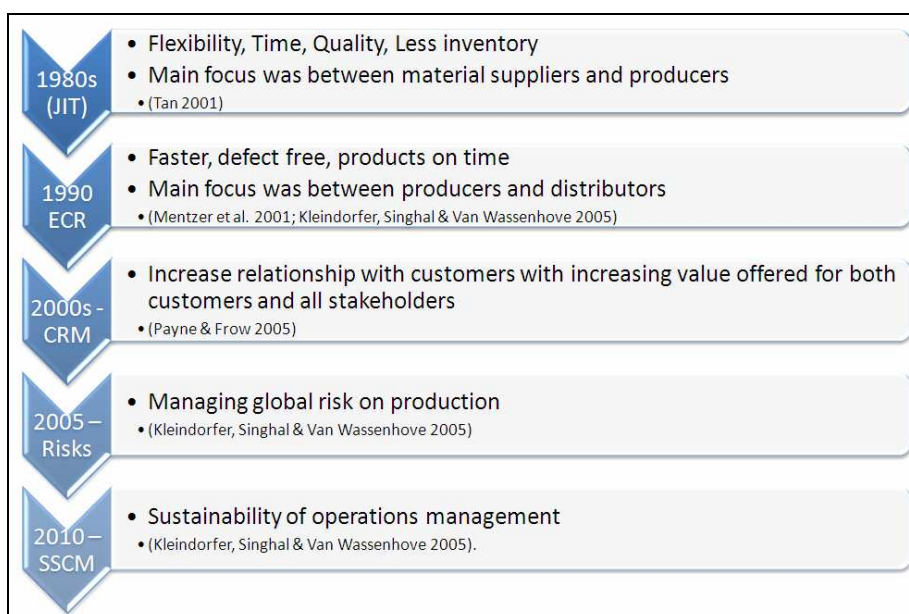 1980s
(JIT)
• Flexibility, Time, Quality, Less inventory
• Main focus was between material suppliers and producers
• (Tan 2001)
1990
ECR
• Faster, defect free, products on time
• Main focus was between producers and distributors
• (Mentzer et al. 2001; Kleindorfer, Singhal & Van Wassenhove 2005)
2000s -
CRM
• Increase relationship with customers with increasing value offered for both
customers and all stakeholders
• (Payne & Frow 2005)
2005 –
Risks
• Managing global risk on production
• (Kleindorfer, Singhal & Van Wassenhove 2005)
2010 –
SSCM
• Sustainability of operations management
• (Kleindorfer, Singhal & Van Wassenhove 2005).